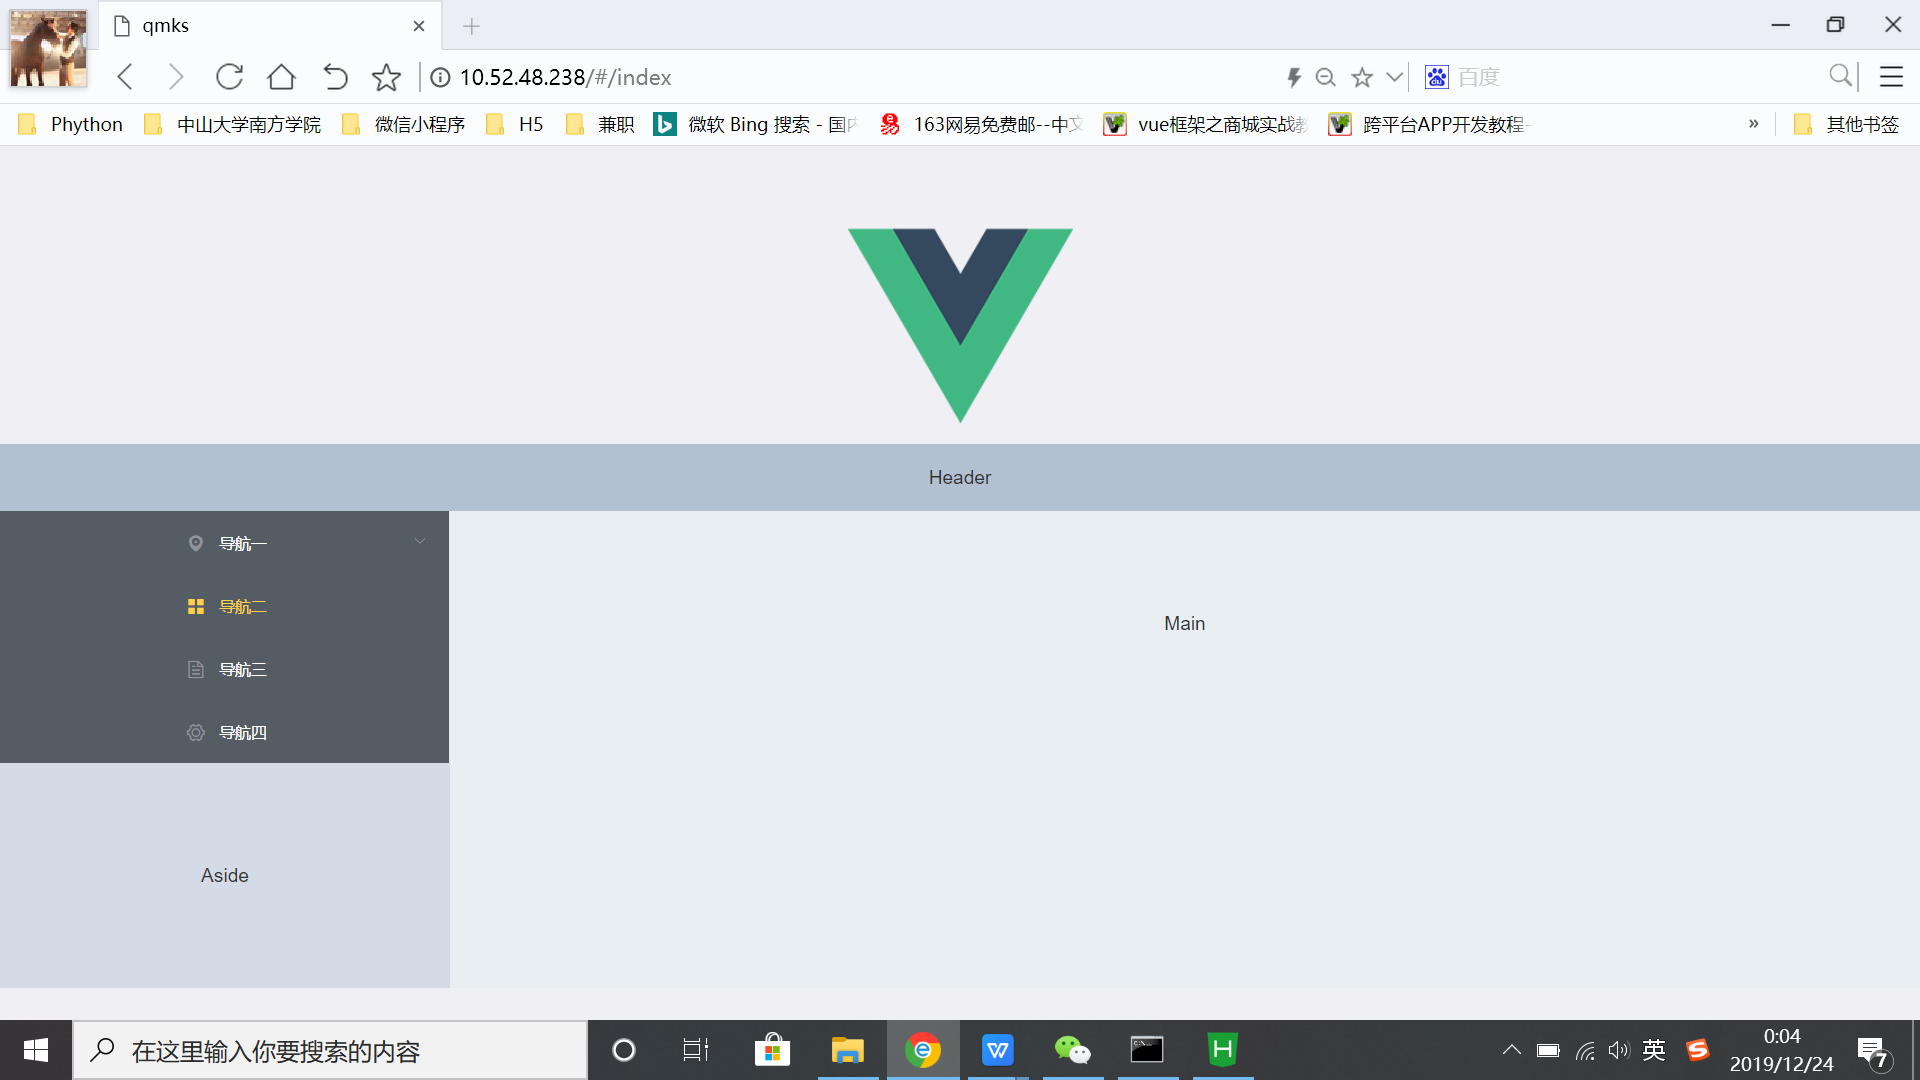 qmks
10.52.48.238/#/index
百度
Phython 中山大学南方学院 微信小程序 H5 兼职 微软 Bing 搜索 - 国内 163网易免费邮--中文 vue框架之商城实战教 跨平台APP开发教程- » 其他书签
Header
导航一
导航二
导航三
导航四
Main
Aside
在这里输入你要搜索的内容
英
0:04
2019/12/24
7